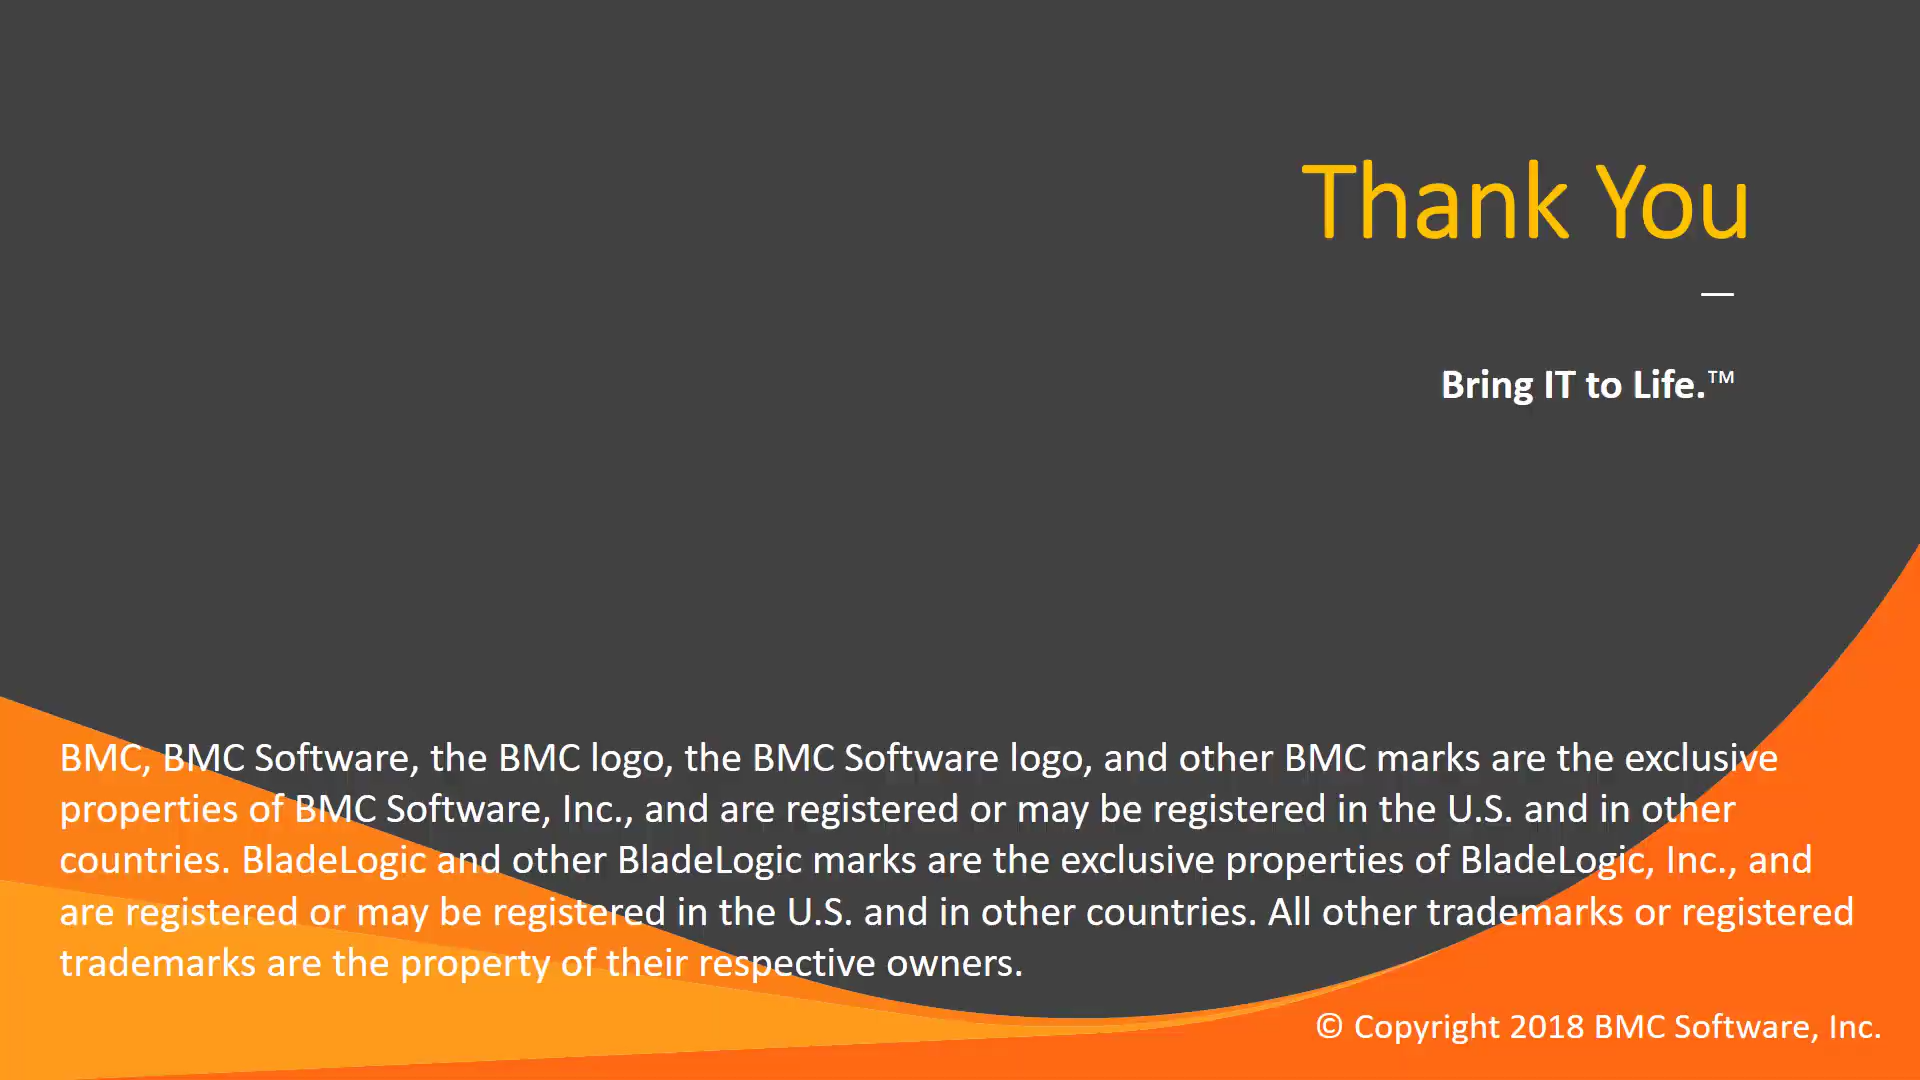 Thank You
Bring IT to Life.™
BMC, BMC Software, the BMC logo, the BMC Software logo, and other BMC marks are the exclusive
properties of BMC Software, Inc., and are registered or may be registered in the U.S. and in other
countries. BladeLogic and other BladeLogic marks are the exclusive properties of BladeLogic, Inc., and
are registered or may be registered in the U.S. and in other countries. All other trademarks or registered
trademarks are the property of their respective owners.
© Copyright 2018 BMC Software, Inc.